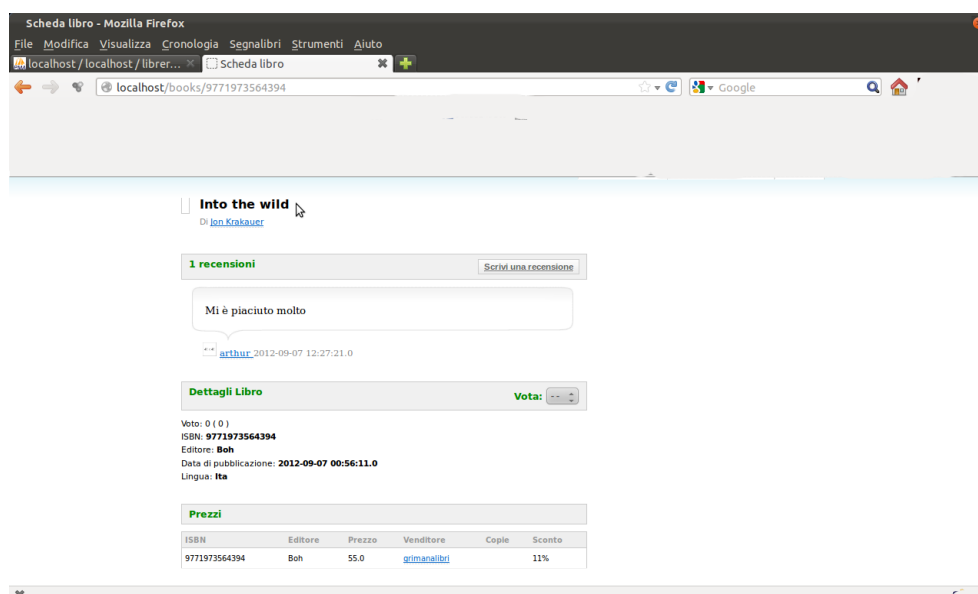 Scheda libro - Mozilla Firefox
File Modifica Visualizza Cronologia Segnalibri Strumenti Aiuto
localhost / localhost / librer... Scheda libro
localhost/books/9771973564394 Google
Into the wild
Di Jon Krakauer
1 recensioni Scrivi una recensione
Mi è piaciuto molto
arthur 2012-09-07 12:27:21.0
Dettagli Libro Vota: --
Voto: 0 ( 0 )
ISBN: 9771973564394
Editore: Boh
Data di pubblicazione: 2012-09-07 00:56:11.0
Lingua: Ita
Prezzi
ISBN Editore Prezzo Venditore Copie Sconto
9771973564394 Boh 55.0 grimanalibri 11%